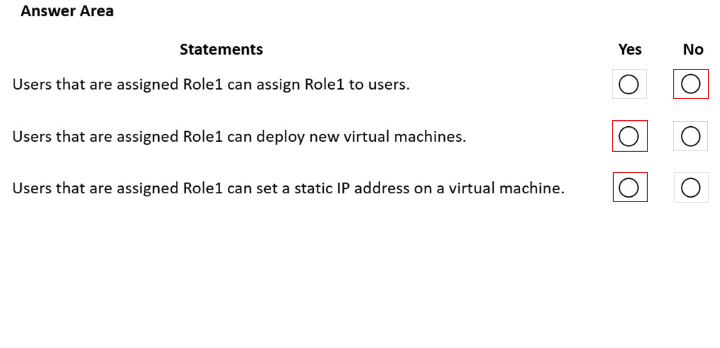 Answer Area
Statements Yes No
Users that are assigned Role1 can assign Role1 to users.
Users that are assigned Role1 can deploy new virtual machines.
Users that are assigned Role1 can set a static IP address on a virtual machine.